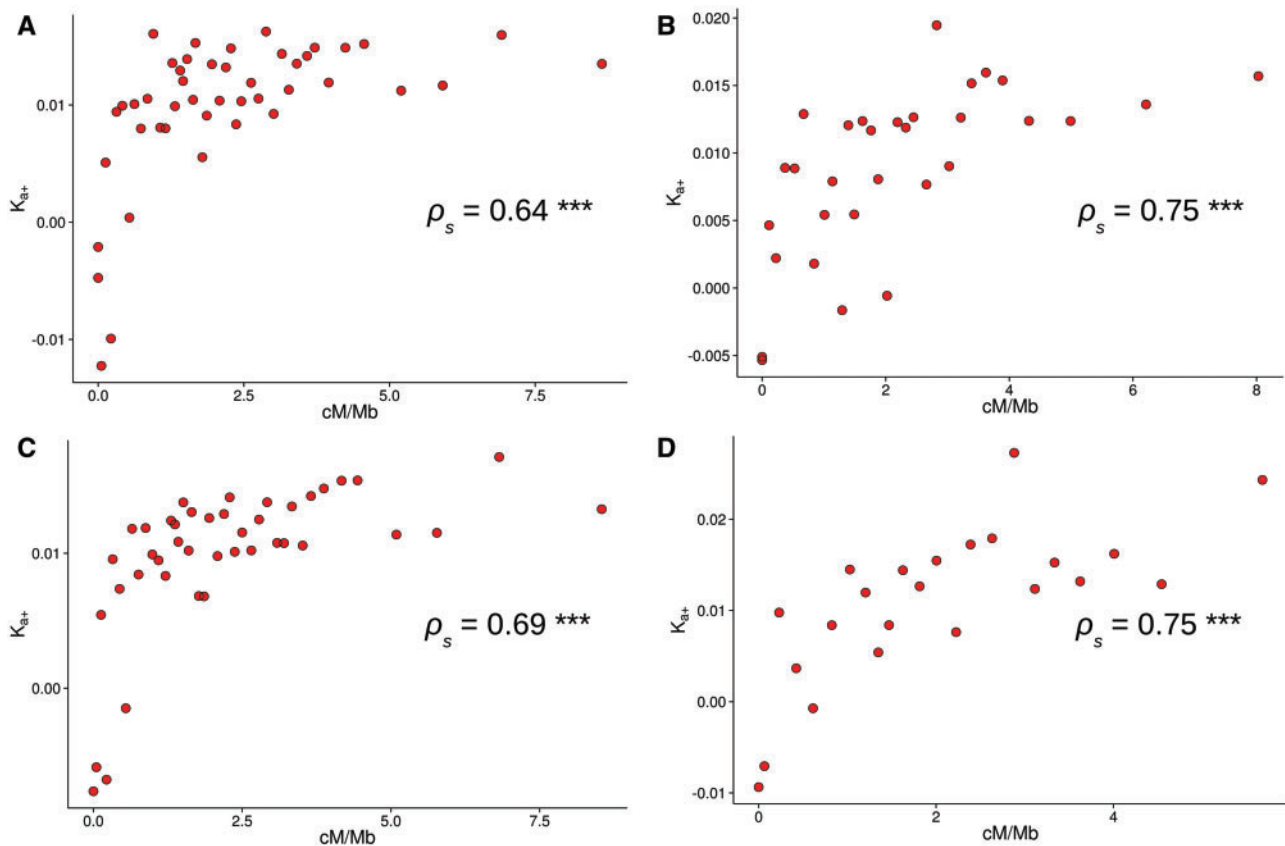 A
0.01
0.00
-0.01
Ka+
ρs = 0.64 ***
0.0 2.5 5.0 7.5
cM/Mb
B
0.020
0.015
0.010
0.005
0.000
-0.005
Ka+
ρs = 0.75 ***
0 2 4 6 8
cM/Mb
C
0.01
0.00
Ka+
ρs = 0.69 ***
0.0 2.5 5.0 7.5
cM/Mb
D
0.02
0.01
0.00
-0.01
Ka+
ρs = 0.75 ***
0 2 4
cM/Mb